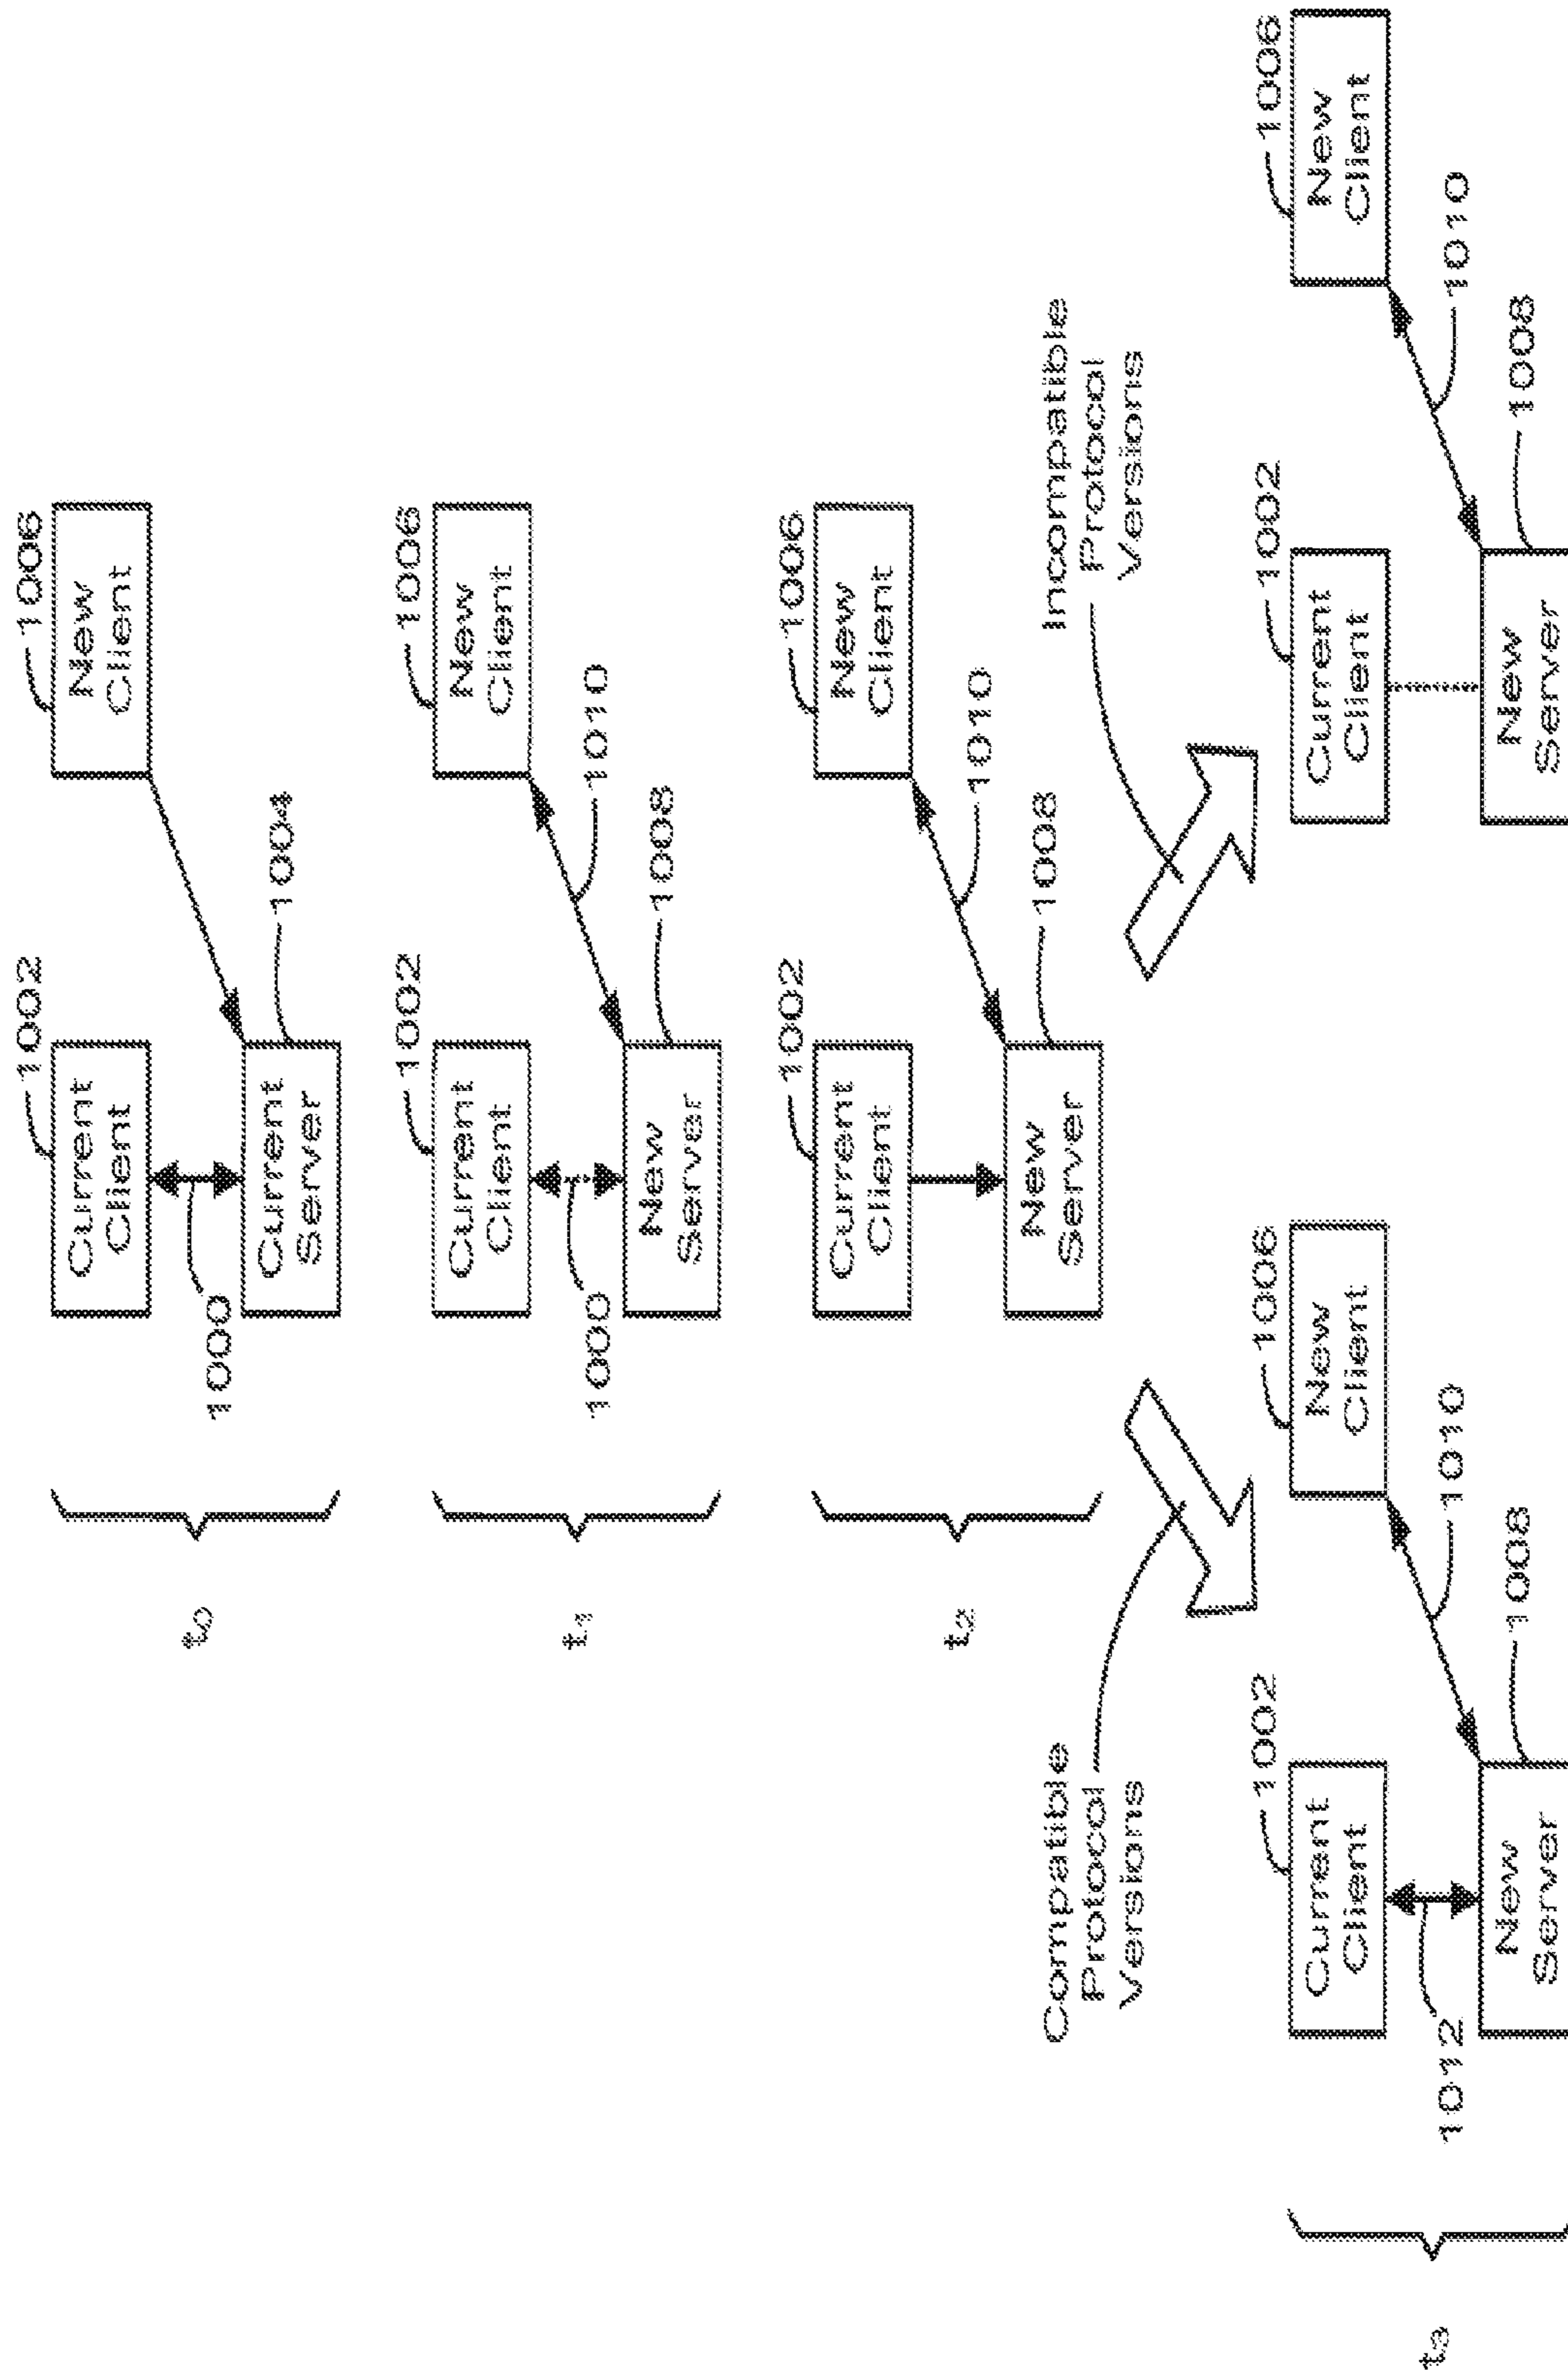 1002
1006
t₀
Current
Client
New
Client
1000
Current
Server
1004
1002
1006
t₁
Current
Client
New
Client
1000
New
Server
1010
1008
1002
1006
t₂
Current
Client
New
Client
New
Server
1010
1008
Compatible
Protocol
Versions
Incompatible
Protocol
Versions
t₃
1002
Current
Client
1006
New
Client
1012
New
Server
1010
1008
1002
Current
Client
1006
New
Client
New
Server
1010
1008